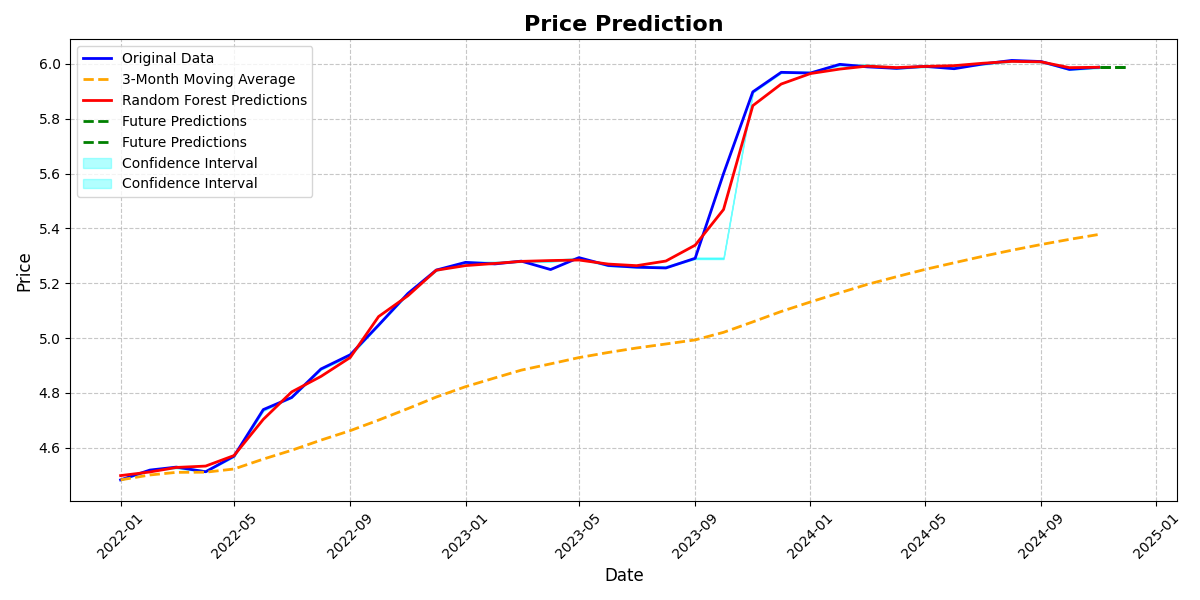 Price Prediction
Original Data
3-Month Moving Average
Random Forest Predictions
Future Predictions
Future Predictions
Confidence Interval
Confidence Interval
6.0
5.8
5.6
5.4
5.2
5.0
4.8
4.6
Price
2022-01
2022-05
2022-09
2023-01
2023-05
2023-09
2024-01
2024-05
2024-09
2025-01
Date